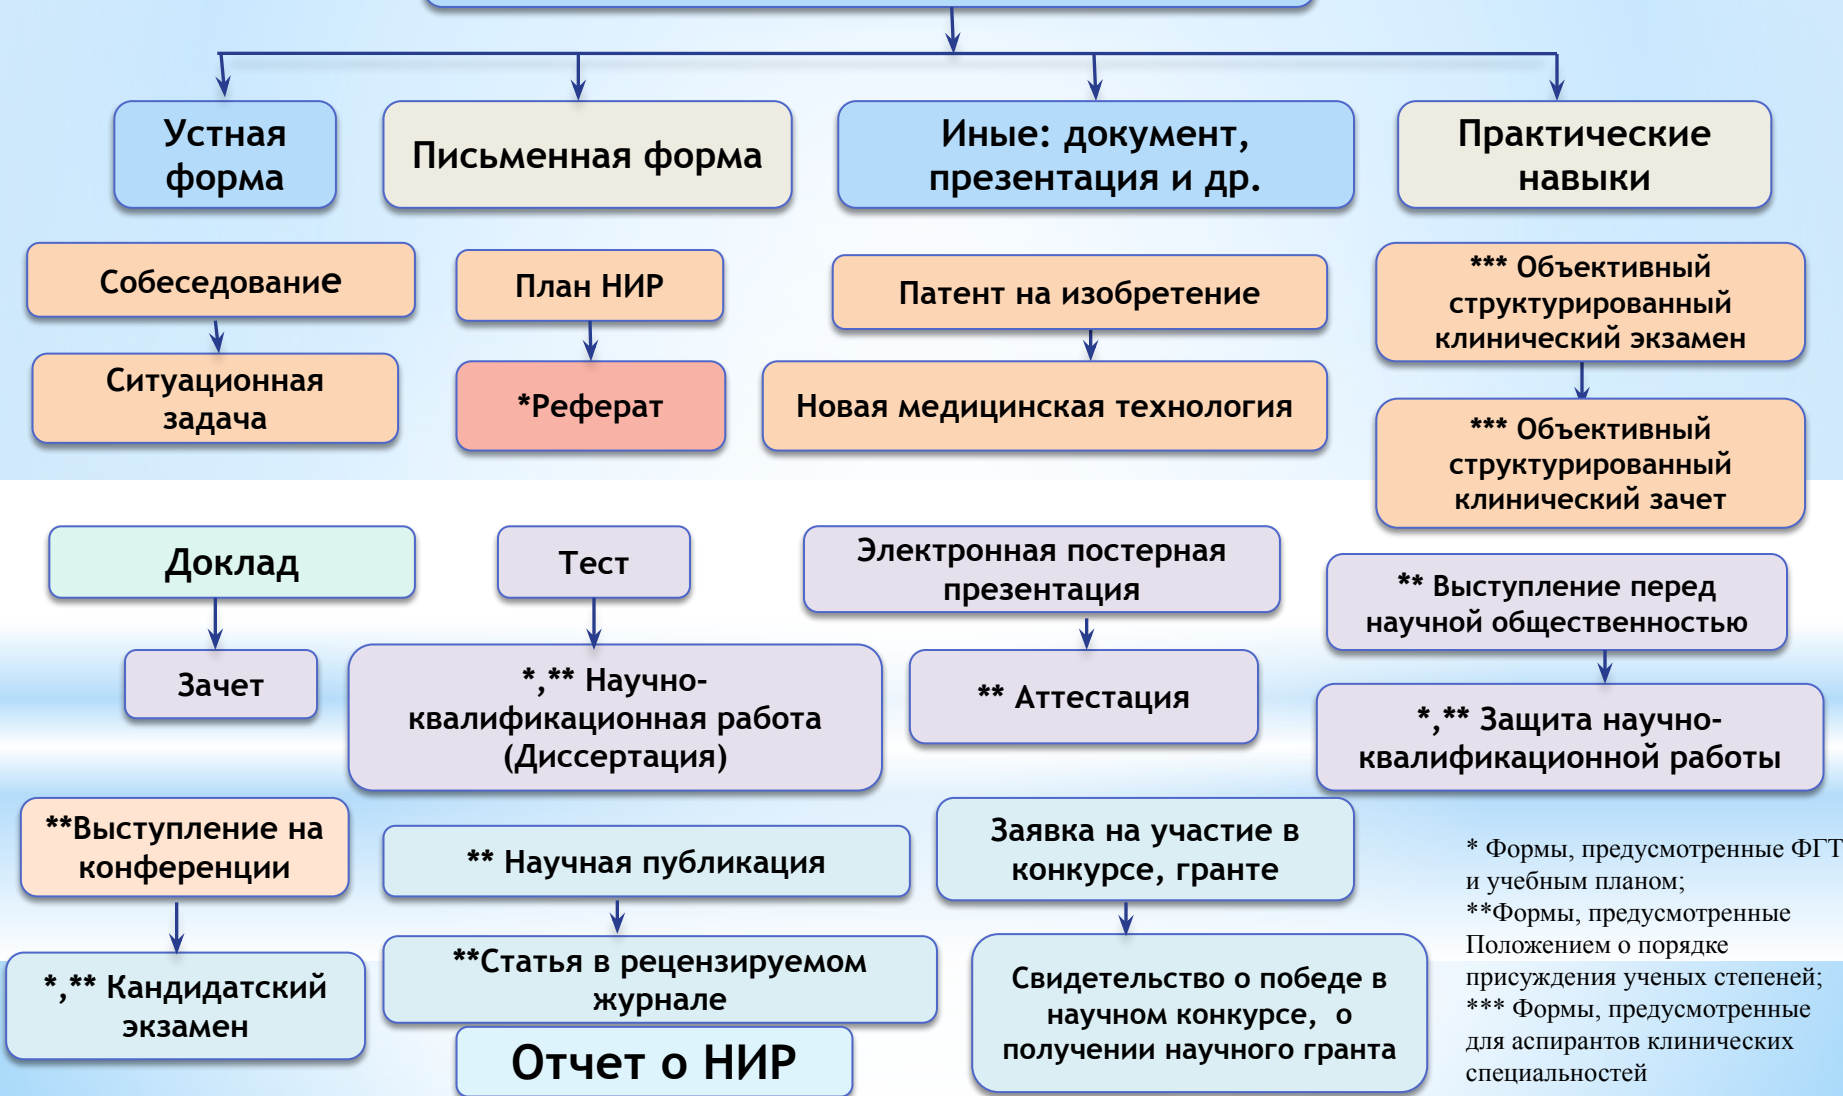 Устная
форма
Письменная форма
Иные: документ,
презентация и др.
Практические
навыки
Собеседование
План НИР
Патент на изобретение
*** Объективный
структурированный
клинический экзамен
Ситуационная
задача
*Реферат
Новая медицинская технология
*** Объективный
структурированный
клинический зачет
Доклад
Тест
Электронная постерная
презентация
** Выступление перед
научной общественностью
Зачет
*,** Научно-
квалификационная работа
(Диссертация)
** Аттестация
*,** Защита научно-
квалификационной работы
**Выступление на
конференции
** Научная публикация
Заявка на участие в
конкурсе, гранте
*,** Кандидатский
экзамен
**Статья в рецензируемом
журнале
Свидетельство о победе в
научном конкурсе, о
получении научного гранта
Отчет о НИР
* Формы, предусмотренные ФГТ
и учебным планом;
**Формы, предусмотренные
Положением о порядке
присуждения ученых степеней;
*** Формы, предусмотренные
для аспирантов клинических
специальностей